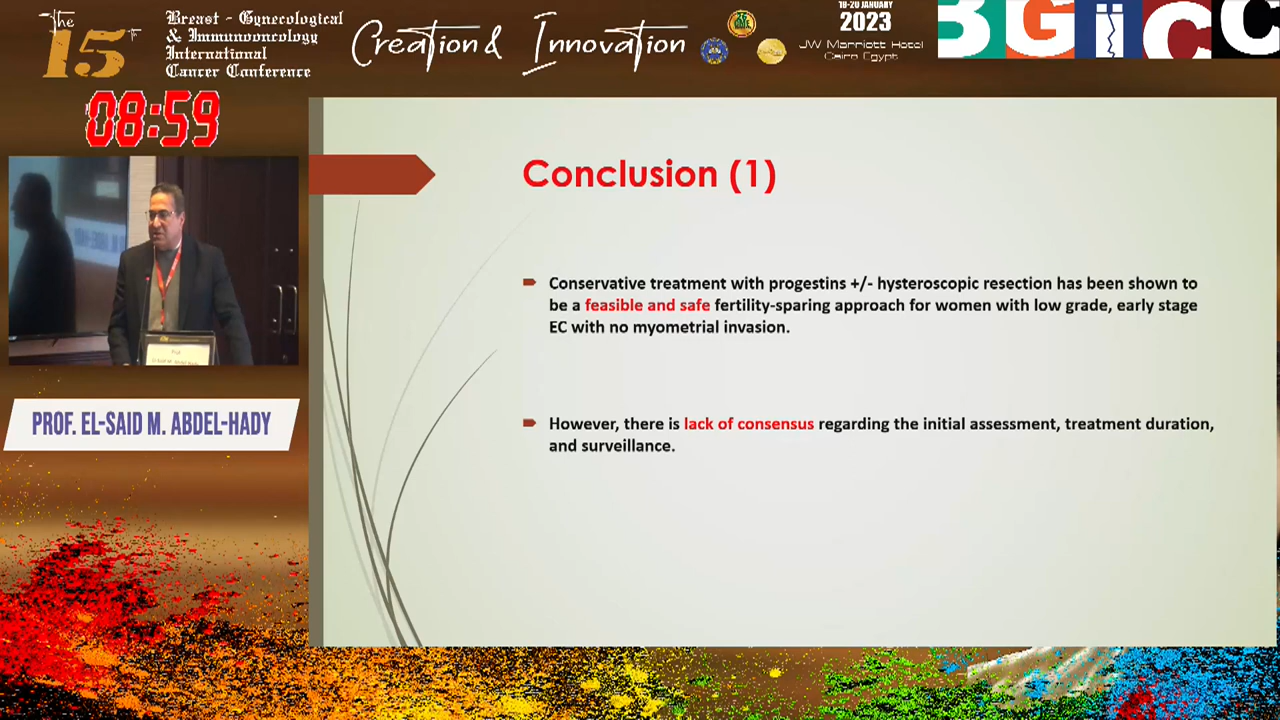 The
15th
Breast - Gynecological
& Immunooncology
International
Cancer Conference
Creation & Innovation
18-20 JANUARY
2023
JW Marriott Hotel
Cairo Egypt
BGiCC
08:59
Conclusion (1)
Conservative treatment with progestins +/- hysteroscopic resection has been shown to
be a feasible and safe fertility-sparing approach for women with low grade, early stage
EC with no myometrial invasion.
However, there is lack of consensus regarding the initial assessment, treatment duration,
and surveillance.
Prof.
PROF. EL-SAID M. ABDEL-HADY